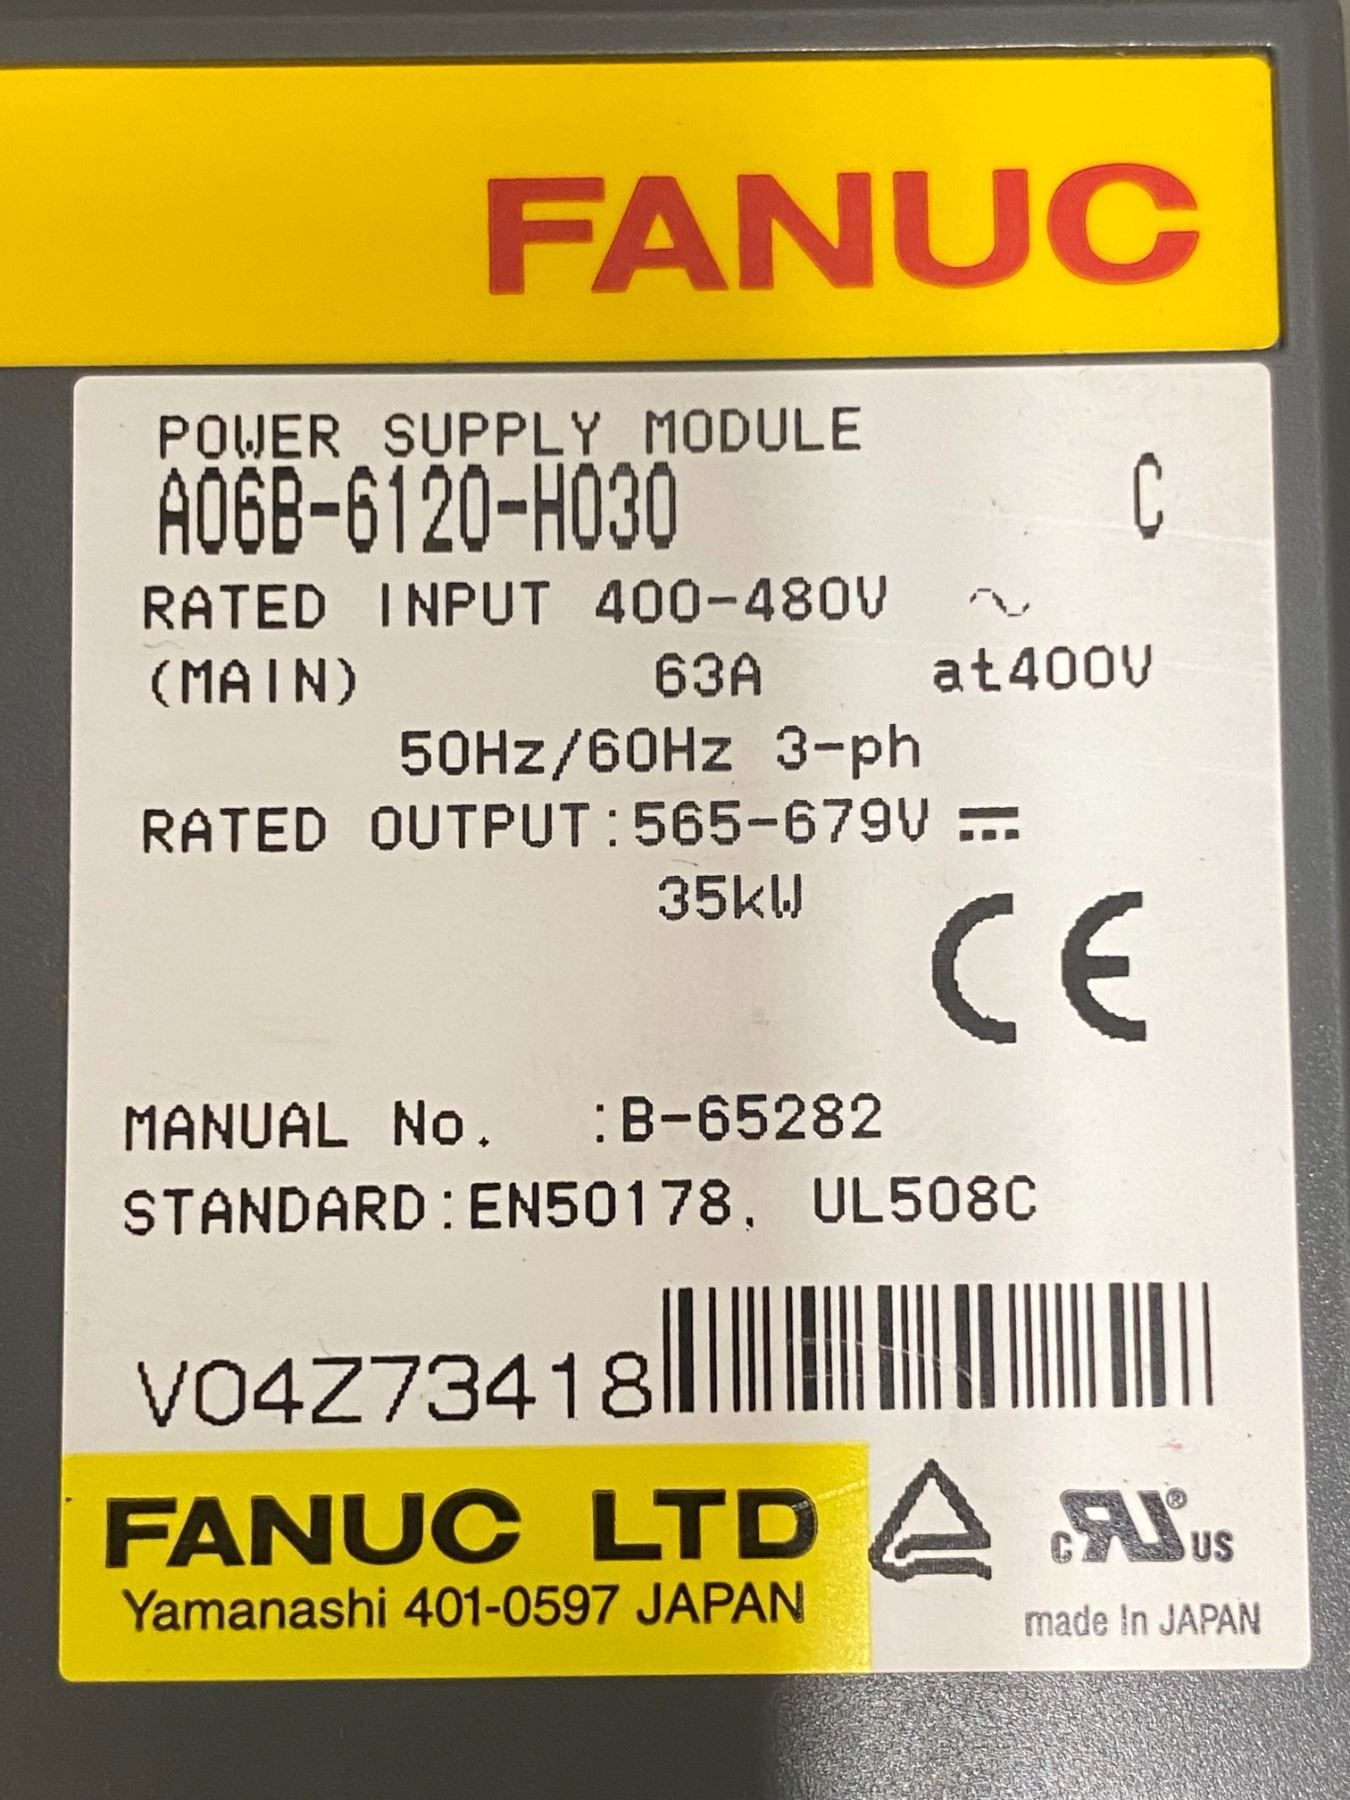 FANUC
POWER SUPPLY MODULE
A06B-6120-H030 C
RATED INPUT 400-480V ~
(MAIN) 63A at400V
50Hz/60Hz 3-ph
RATED OUTPUT:565-679V ⎓
35kW
CE
MANUAL No. :B-65282
STANDARD:EN50178, UL508C
V04Z73418
FANUC LTD
Yamanashi 401-0597 JAPAN
c RU ® US
made In JAPAN